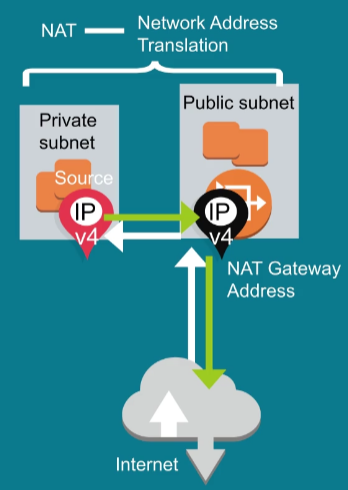 NAT — Network Address
Translation
Public subnet
Private
subnet
Source
IP
v4
IP
v4
NAT Gateway
Address
Internet